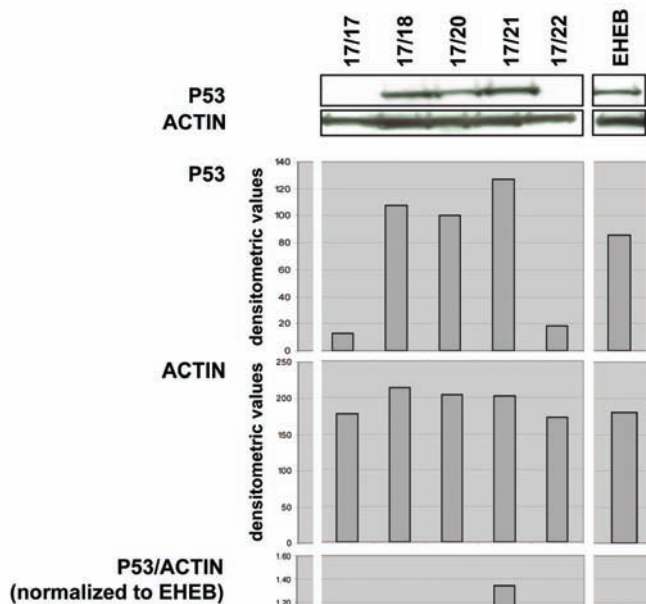 17/17 17/18 17/20 17/21 17/22 EHEB
P53
ACTIN
P53
densitometric values
140
120
100
80
60
40
20
0
ACTIN
densitometric values
250
200
150
100
50
0
P53/ACTIN
(normalized to EHEB)
1.60
1.40
1.20